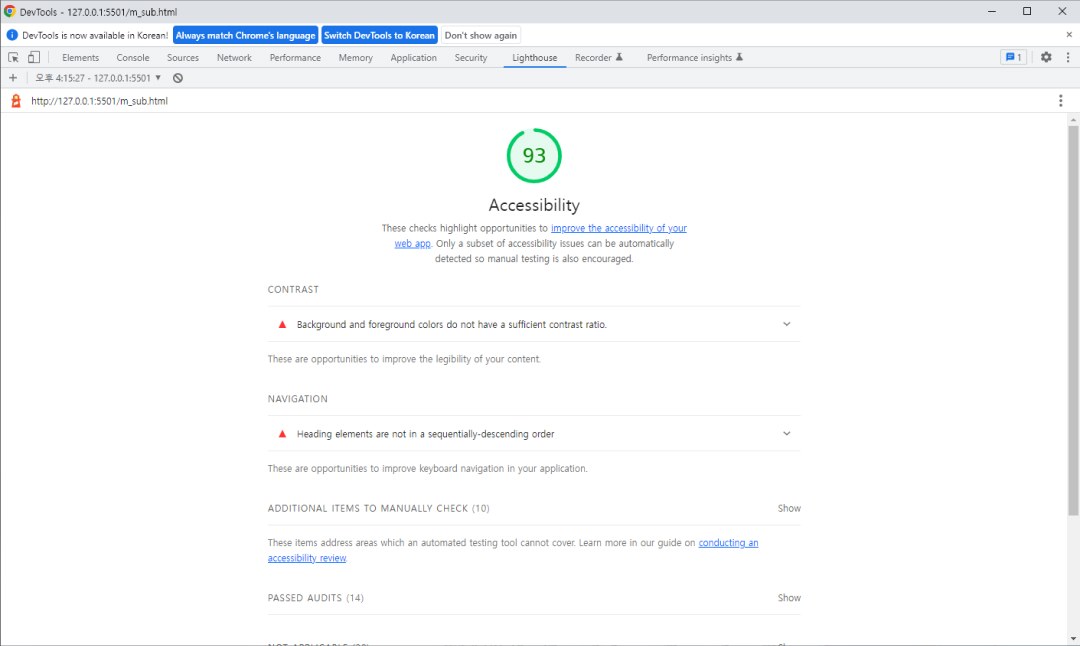 DevTools - 127.0.0.1:5501/m_sub.html
DevTools is now available in Korean! Always match Chrome's language Switch DevTools to Korean Don't show again
Elements Console Sources Network Performance Memory Application Security Lighthouse Recorder Performance insights 1
오후 4:15:27 - 127.0.0.1:5501
http://127.0.0.1:5501/m_sub.html
93
Accessibility
These checks highlight opportunities to improve the accessibility of your
web app. Only a subset of accessibility issues can be automatically
detected so manual testing is also encouraged.
CONTRAST
Background and foreground colors do not have a sufficient contrast ratio.
These are opportunities to improve the legibility of your content.
NAVIGATION
Heading elements are not in a sequentially-descending order
These are opportunities to improve keyboard navigation in your application.
ADDITIONAL ITEMS TO MANUALLY CHECK (10) Show
These items address areas which an automated testing tool cannot cover. Learn more in our guide on conducting an
accessibility review.
PASSED AUDITS (14) Show